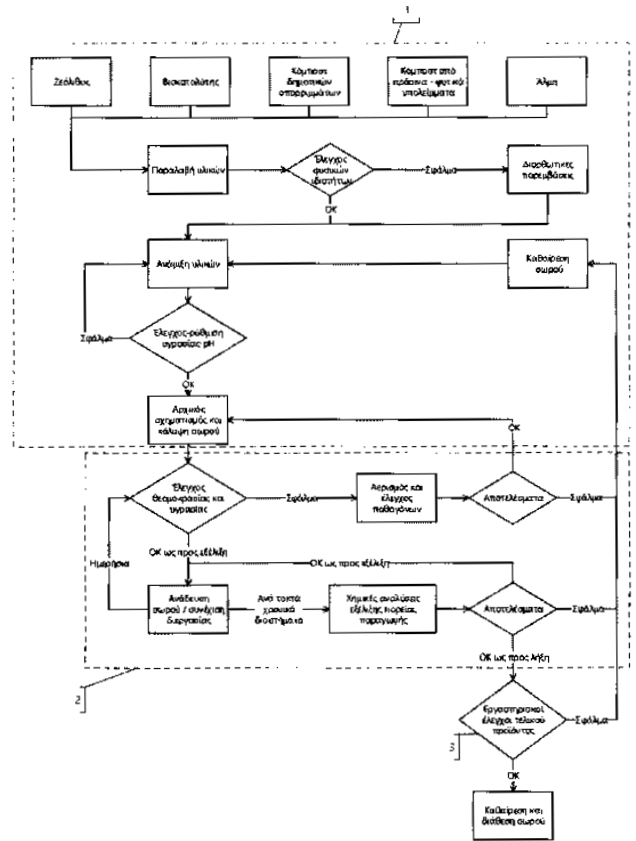 1
Ζεόλιθος
Βιοκαταλύτης
Κόμποστ
δημοτικών
απορριμμάτων
Κόμποστ από
πράσινα - φυτικά
υπολείμματα
Άλμη
Παραλαβή υλικών
Έλεγχος
φυσικών
ιδιοτήτων
Σφάλμα
Διορθωτικές
παρεμβάσεις
OK
Ανάμιξη υλικών
Καθαίρεση
σωρού
Σφάλμα
Έλεγχος-ρύθμιση
υγρασίας pH
OK
Αρχικός
σχηματισμός και
κάλυψη σωρού
OK
Έλεγχος
θερμοκρασίας και
υγρασίας
Σφάλμα
Αερισμός και
έλεγχος
παθογόνων
Αποτελέσματα
Σφάλμα
Ημερήσια
OK ως προς εξέλιξη
OK ως προς εξέλιξη
Ανάδευση
σωρού / συνέχιση
διεργασίας
Ανά τακτά
χρονικά
διαστήματα
Χημικές αναλύσεις
εξέλιξης πορείας
παραγωγής
Αποτελέσματα
Σφάλμα
OK ως προς λήξη
2
Εργαστηριακοί
έλεγχοι τελικού
προϊόντος
Σφάλμα
3
OK
Καθαίρεση και
διάθεση σωρού